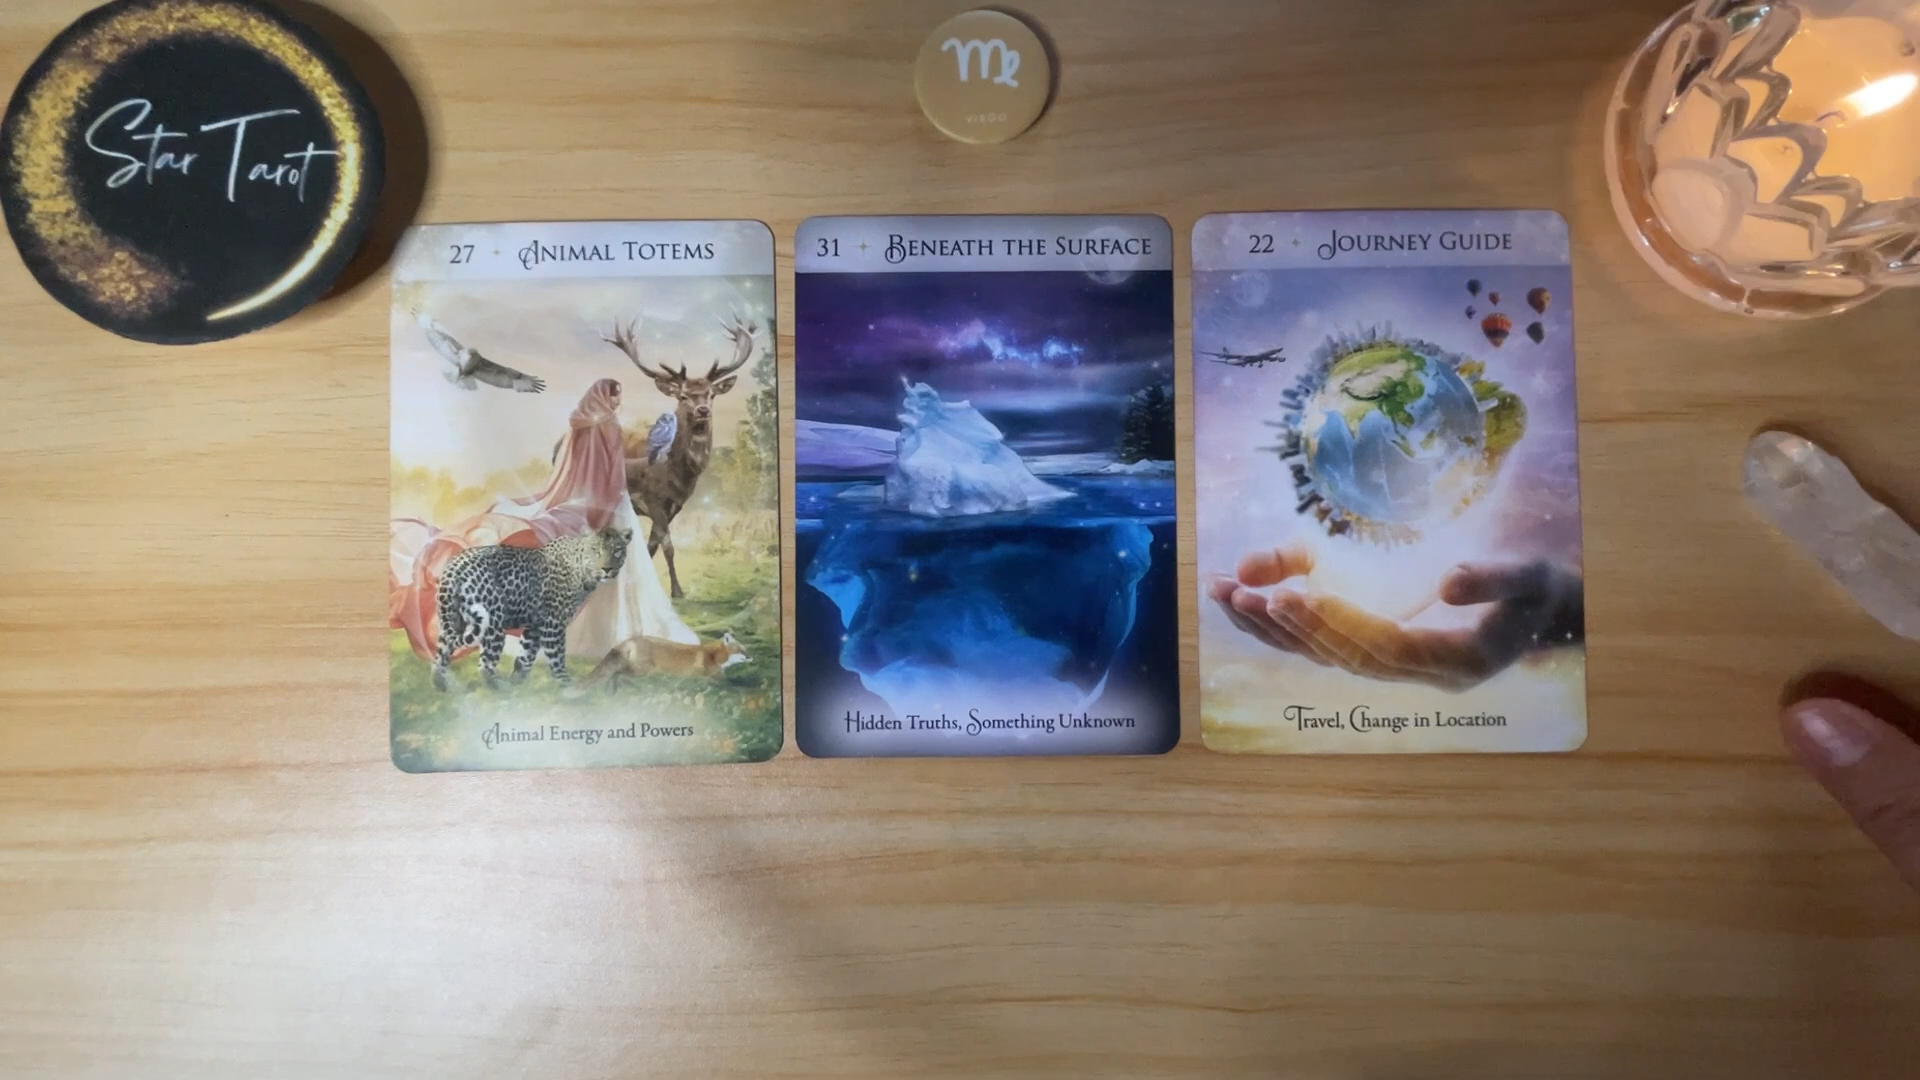 Star Tarot
VIRGO
27 ANIMAL TOTEMS
Animal Energy and Powers
31 BENEATH THE SURFACE
Hidden Truths, Something Unknown
22 JOURNEY GUIDE
Travel, Change in Location